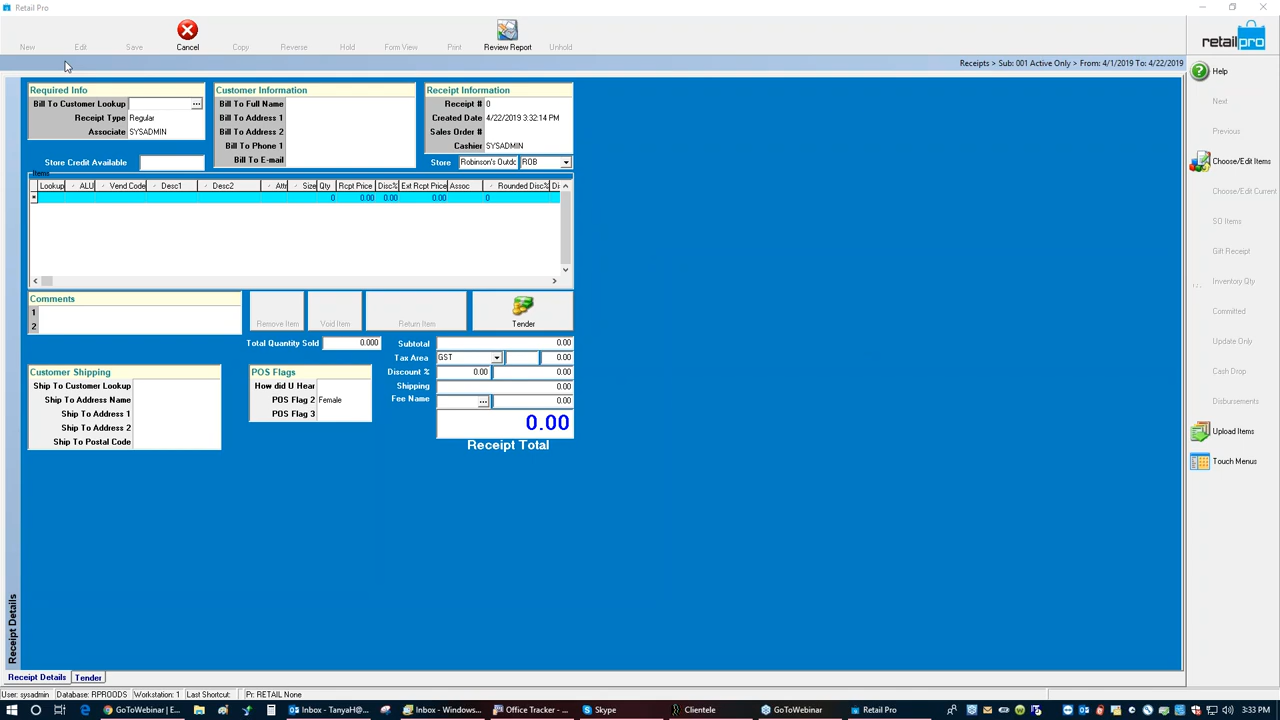 Retail Pro
New Edit Save Cancel Copy Reverse Hold Form View Print Review Report Unhold
retailpro
Receipts > Sub: 001 Active Only > From: 4/1/2019 To: 4/22/2019
Required Info
Bill To Customer Lookup ...
Receipt Type Regular
Associate SYSADMIN
Store Credit Available
Customer Information
Bill To Full Name
Bill To Address 1
Bill To Address 2
Bill To Phone 1
Bill To E-mail
Receipt Information
Receipt # 0
Created Date 4/22/2019 3:32:14 PM
Sales Order #
Cashier SYSADMIN
Store Robinson's Outdo ROB
Items
Lookup ALU Vend Code Desc1 Desc2 Attr Size Qty Rcpt Price Disc% Ext Rcpt Price Assoc Rounded Disc% Di
* 0 0.00 0.00 0.00 0
Comments
1
2
Remove Item Void Item Return Item Tender
Total Quantity Sold 0.000
Subtotal 0.00
Tax Area GST 0.00
Discount % 0.00 0.00
Shipping 0.00
Fee Name ... 0.00
0.00
Receipt Total
Customer Shipping
Ship To Customer Lookup
Ship To Address Name
Ship To Address 1
Ship To Address 2
Ship To Postal Code
POS Flags
How did U Hear
POS Flag 2 Female
POS Flag 3
Help
Next
Previous
Choose/Edit Items
Choose/Edit Current
SO Items
Gift Receipt
Inventory Qty
Committed
Update Only
Cash Drop
Disbursements
Upload Items
Touch Menus
Receipt Details
Receipt Details Tender
User: sysadmin Database: RPROODS Workstation: 1 Last Shortcut: Pr: RETAIL None
GoToWebinar | E... Inbox - TanyaH@... Inbox - Windows... Office Tracker - ... Skype Clientele GoToWebinar Retail Pro 3:33 PM